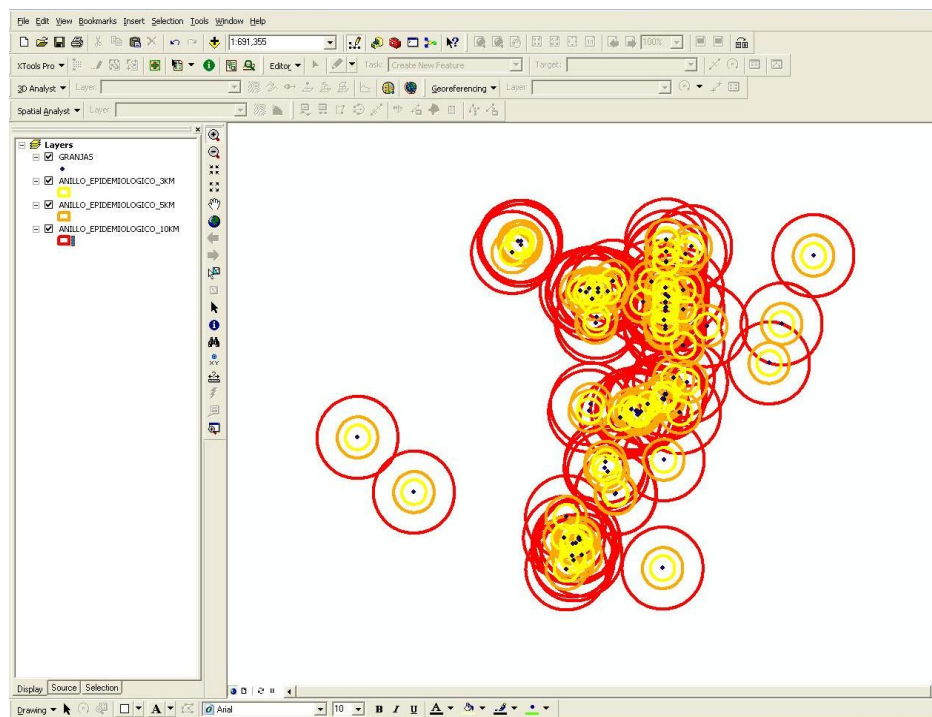 File Edit View Bookmarks Insert Selection Tools Window Help
1:691,355
100%
XTools Pro
Editor
Task: Create New Feature
Target:
3D Analyst
Layer:
Georeferencing
Layer:
Spatial Analyst
Layer:
Layers
GRANJAS
ANILLO_EPIDEMIOLOGICO_3KM
ANILLO_EPIDEMIOLOGICO_5KM
ANILLO_EPIDEMIOLOGICO_10KM
Display Source Selection
Drawing
A
Arial
10
B I U A